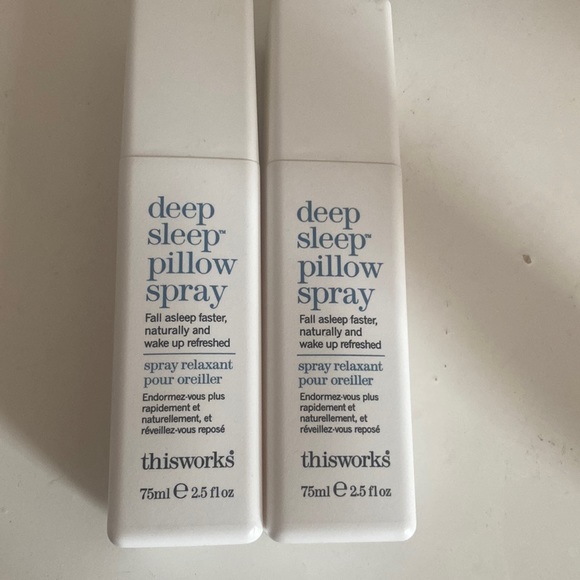 deep
sleep™
pillow
spray
Fall asleep faster,
naturally and
wake up refreshed
spray relaxant
pour oreiller
Endormez-vous plus
rapidement et
naturellement, et
réveillez-vous reposé
thisworks®
75ml ℮ 2.5 fl oz
deep
sleep™
pillow
spray
Fall asleep faster,
naturally and
wake up refreshed
spray relaxant
pour oreiller
Endormez-vous plus
rapidement et
naturellement, et
réveillez-vous reposé
thisworks®
75ml ℮ 2.5 fl oz